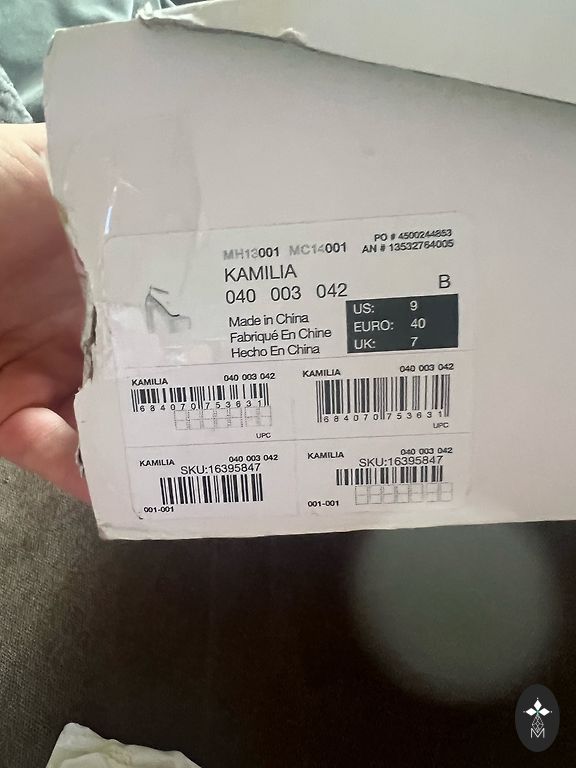 PO # 4500244853
MH13001 MC14001 AN # 13532764005
KAMILIA
040 003 042
B
Made in China
Fabriqué En Chine
Hecho En China
US: 9
EURO: 40
UK: 7
KAMILIA 040 003 042
684070753631
UPC
KAMILIA 040 003 042
684070753631
UPC
KAMILIA 040 003 042
SKU:16395847
001-001
KAMILIA 040 003 042
SKU:16395847
001-001
M